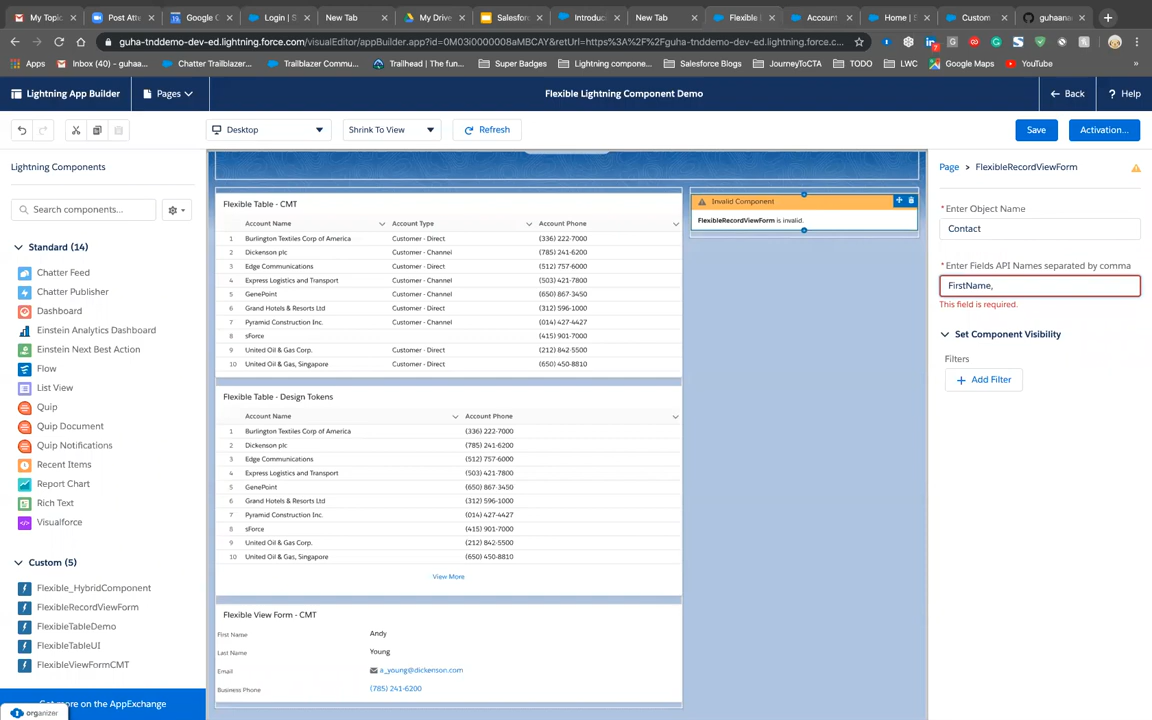 My Topic
Post Att
Google C
Login | S
New Tab
My Drive
Salesfor
Introduc
New Tab
Flexible |
Accoun
Home | S
Custom
guhaan
guha-tnddemo-dev-ed.lightning.force.com/visualEditor/appBuilder.app?id=0M03i0000008aMBCAY&retUrl=https%3A%2F%2Fguha-tnddemo-dev-ed.lightning.force.c...
Apps
Inbox (40) - guhaa...
Chatter Trailblazer...
Trailblazer Commu...
Trailhead | The fun...
Super Badges
Lightning compone...
Salesforce Blogs
JourneyToCTA
TODO
LWC
Google Maps
YouTube
»
Lightning App Builder
Pages
Flexible Lightning Component Demo
Back
? Help
Desktop
Shrink To View
Refresh
Save
Activation...
Lightning Components
Search components...
Standard (14)
Chatter Feed
Chatter Publisher
Dashboard
Einstein Analytics Dashboard
Einstein Next Best Action
Flow
List View
Quip
Quip Document
Quip Notifications
Recent Items
Report Chart
Rich Text
Visualforce
Custom (5)
Flexible_HybridComponent
FlexibleRecordViewForm
FlexibleTableDemo
FlexibleTableUI
FlexibleViewFormCMT
Get more on the AppExchange
organizer
Flexible Table - CMT
Account Name Account Type Account Phone
1 Burlington Textiles Corp of America Customer - Direct (336) 222-7000
2 Dickenson plc Customer - Channel (785) 241-6200
3 Edge Communications Customer - Direct (512) 757-6000
4 Express Logistics and Transport Customer - Channel (503) 421-7800
5 GenePoint Customer - Channel (650) 867-3450
6 Grand Hotels & Resorts Ltd Customer - Direct (312) 596-1000
7 Pyramid Construction Inc. Customer - Channel (014) 427-4427
8 sForce (415) 901-7000
9 United Oil & Gas Corp. Customer - Direct (212) 842-5500
10 United Oil & Gas, Singapore Customer - Direct (650) 450-8810
Flexible Table - Design Tokens
Account Name Account Phone
1 Burlington Textiles Corp of America (336) 222-7000
2 Dickenson plc (785) 241-6200
3 Edge Communications (512) 757-6000
4 Express Logistics and Transport (503) 421-7800
5 GenePoint (650) 867-3450
6 Grand Hotels & Resorts Ltd (312) 596-1000
7 Pyramid Construction Inc. (014) 427-4427
8 sForce (415) 901-7000
9 United Oil & Gas Corp. (212) 842-5500
10 United Oil & Gas, Singapore (650) 450-8810
View More
Flexible View Form - CMT
First Name Andy
Last Name Young
Email a_young@dickenson.com
Business Phone (785) 241-6200
Invalid Component
FlexibleRecordViewForm is invalid.
Page > FlexibleRecordViewForm
*Enter Object Name
Contact
*Enter Fields API Names separated by comma
FirstName,
This field is required.
Set Component Visibility
Filters
+ Add Filter